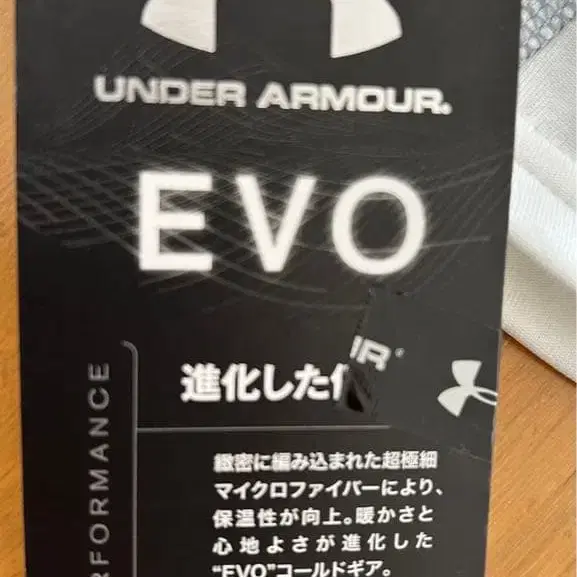 UNDER ARMOUR.
EVO
進化した
PERFORMANCE
緻密に編み込まれた超極細
マイクロファイバーにより、
保温性が向上。暖かさと
心地よさが進化した
"EVO"コールドギア。